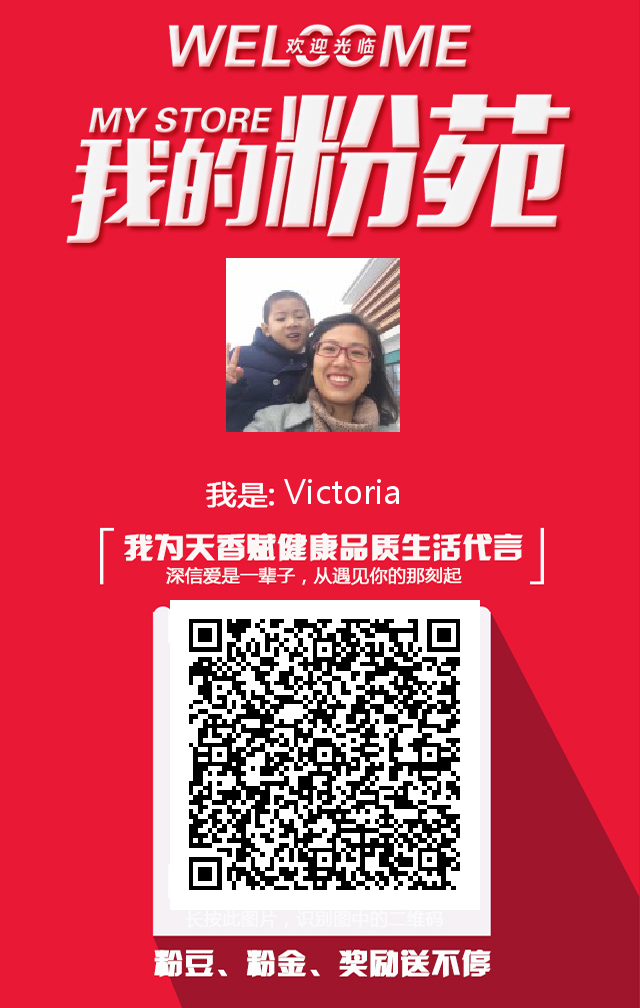 WELCOME
欢迎光临
MY STORE
我的粉苑
我是: Victoria
我为天香赋健康品质生活代言
深信爱是一辈子，从遇见你的那刻起
长按此图片，识别图中的二维码
粉豆、粉金、奖励送不停